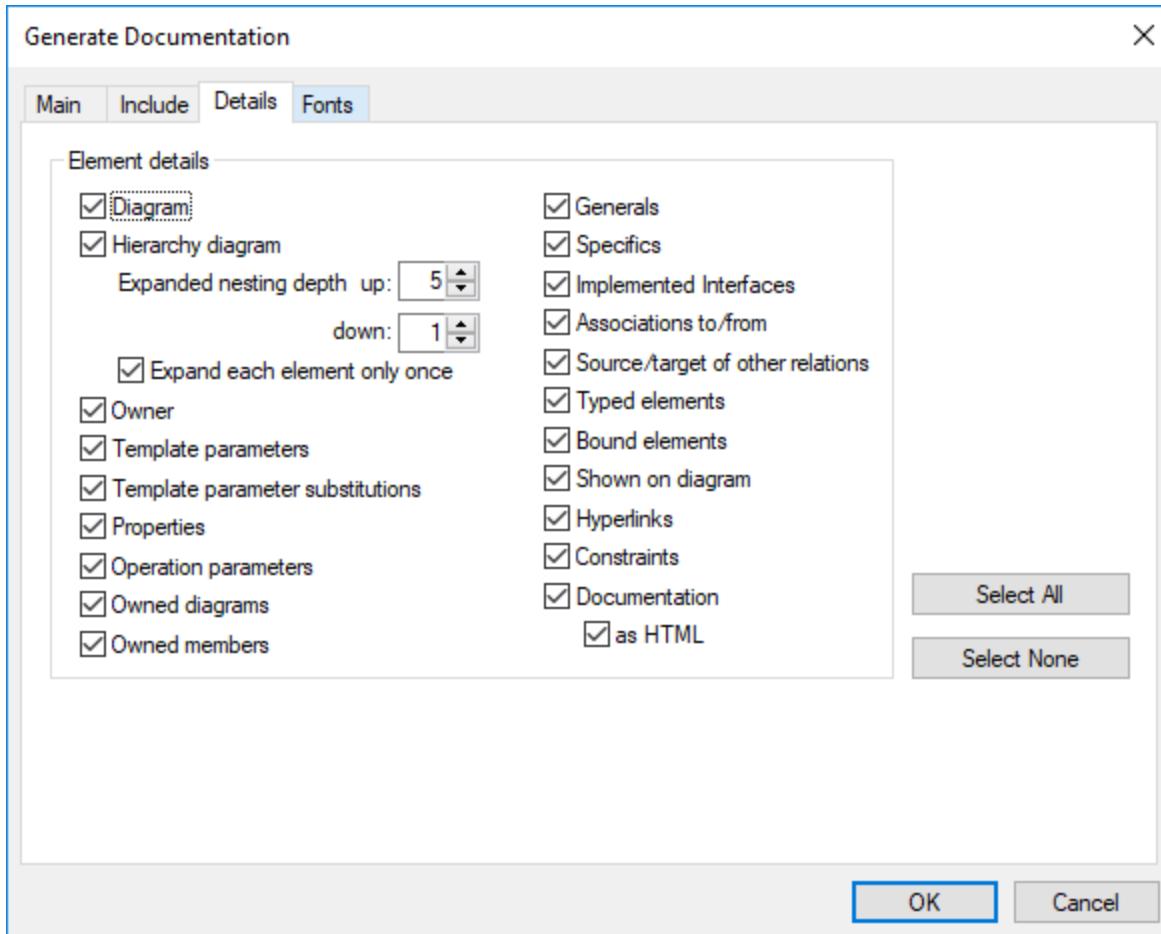 Generate Documentation
Main Include Details Fonts
Element details
Diagram
Hierarchy diagram
Expanded nesting depth up: 5
down: 1
Expand each element only once
Owner
Template parameters
Template parameter substitutions
Properties
Operation parameters
Owned diagrams
Owned members
Generals
Specifics
Implemented Interfaces
Associations to/from
Source/target of other relations
Typed elements
Bound elements
Shown on diagram
Hyperlinks
Constraints
Documentation
as HTML
Select All
Select None
OK Cancel